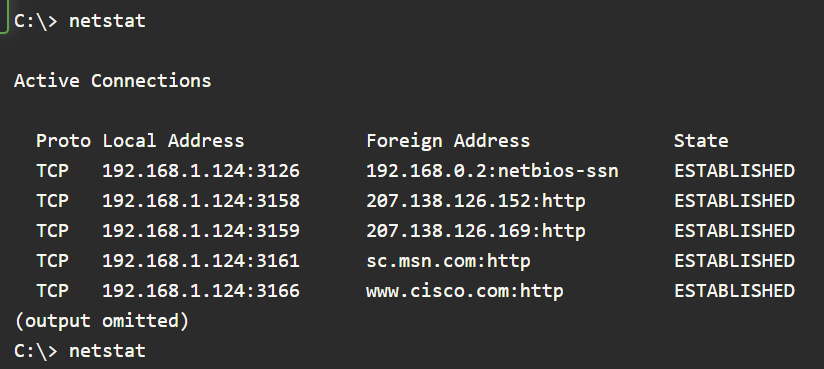 C:\> netstat
Active Connections
Proto Local Address Foreign Address State
TCP 192.168.1.124:3126 192.168.0.2:netbios-ssn ESTABLISHED
TCP 192.168.1.124:3158 207.138.126.152:http ESTABLISHED
TCP 192.168.1.124:3159 207.138.126.169:http ESTABLISHED
TCP 192.168.1.124:3161 sc.msn.com:http ESTABLISHED
TCP 192.168.1.124:3166 www.cisco.com:http ESTABLISHED
(output omitted)
C:\> netstat